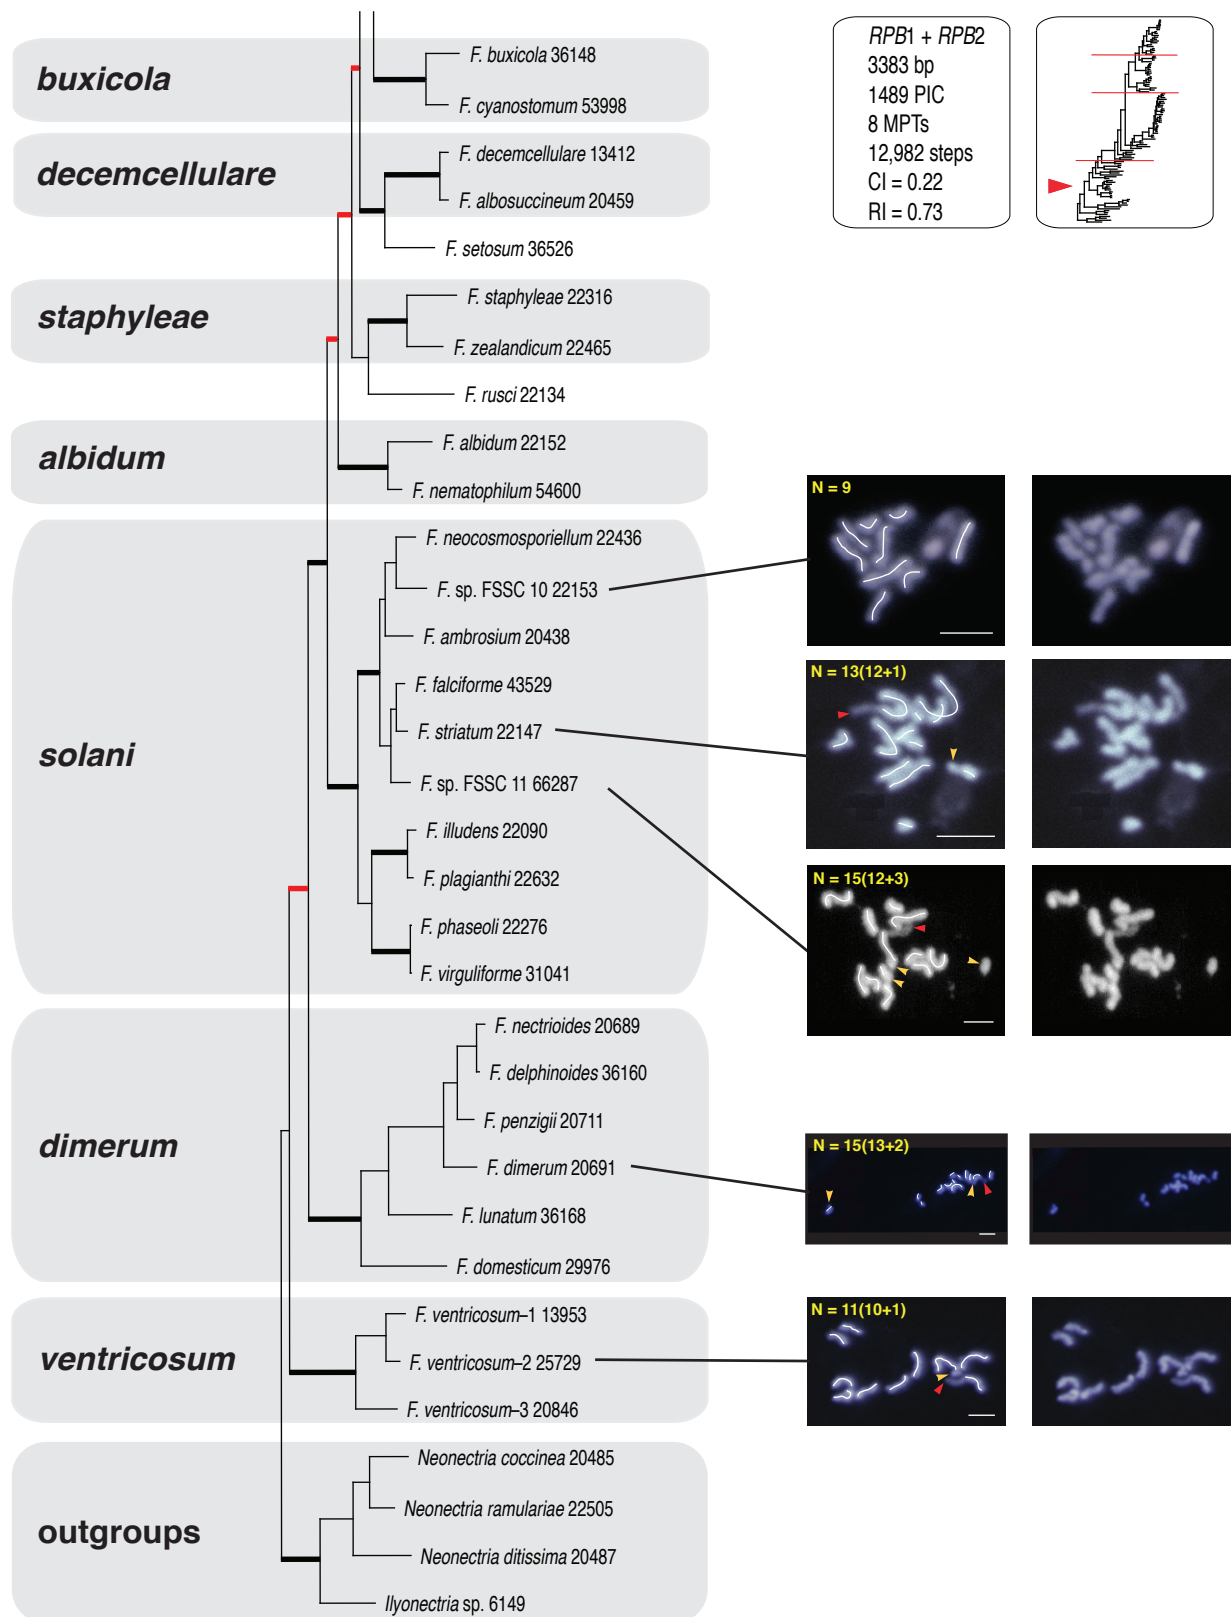 buxicola
F. buxicola 36148
F. cyanostomum 53998
decemcellulare
F. decemcellulare 13412
F. albosuccineum 20459
F. setosum 36526
staphyleae
F. staphyleae 22316
F. zealandicum 22465
F. rusci 22134
albidum
F. albidum 22152
F. nematophilum 54600
solani
F. neocosmosporiellum 22436
F. sp. FSSC 10 22153
F. ambrosium 20438
F. falciforme 43529
F. striatum 22147
F. sp. FSSC 11 66287
F. illudens 22090
F. plagianthi 22632
F. phaseoli 22276
F. virguliforme 31041
dimerum
F. nectrioides 20689
F. delphinoides 36160
F. penzigii 20711
F. dimerum 20691
F. lunatum 36168
F. domesticum 29976
ventricosum
F. ventricosum–1 13953
F. ventricosum–2 25729
F. ventricosum–3 20846
outgroups
Neonectria coccinea 20485
Neonectria ramulariae 22505
Neonectria ditissima 20487
Ilyonectria sp. 6149
RPB1 + RPB2
3383 bp
1489 PIC
8 MPTs
12,982 steps
CI = 0.22
RI = 0.73
N = 9
N = 13(12+1)
N = 15(12+3)
N = 15(13+2)
N = 11(10+1)